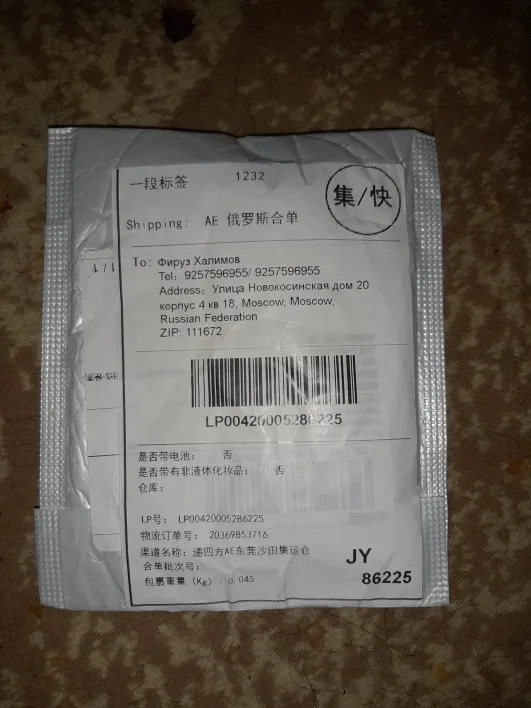 一段标签 1232
集/快
Shipping: AE 俄罗斯合单
To: Фируз Халимов
Tel: 9257596955/ 9257596955
Address: Улица Новокосинская дом 20
корпус 4 кв 18, Moscow, Moscow,
Russian Federation
ZIP: 111672
1/1
LP00420005286225
是否带电池: 否
是否带有非液体化妆品: 否
仓库:
LP号: LP00420005286225
物流订单号: 20369853716
渠道名称: 递四方AE东莞沙田集运仓
合单批次号:
包裹重量 (Kg): 0.045
JY
86225